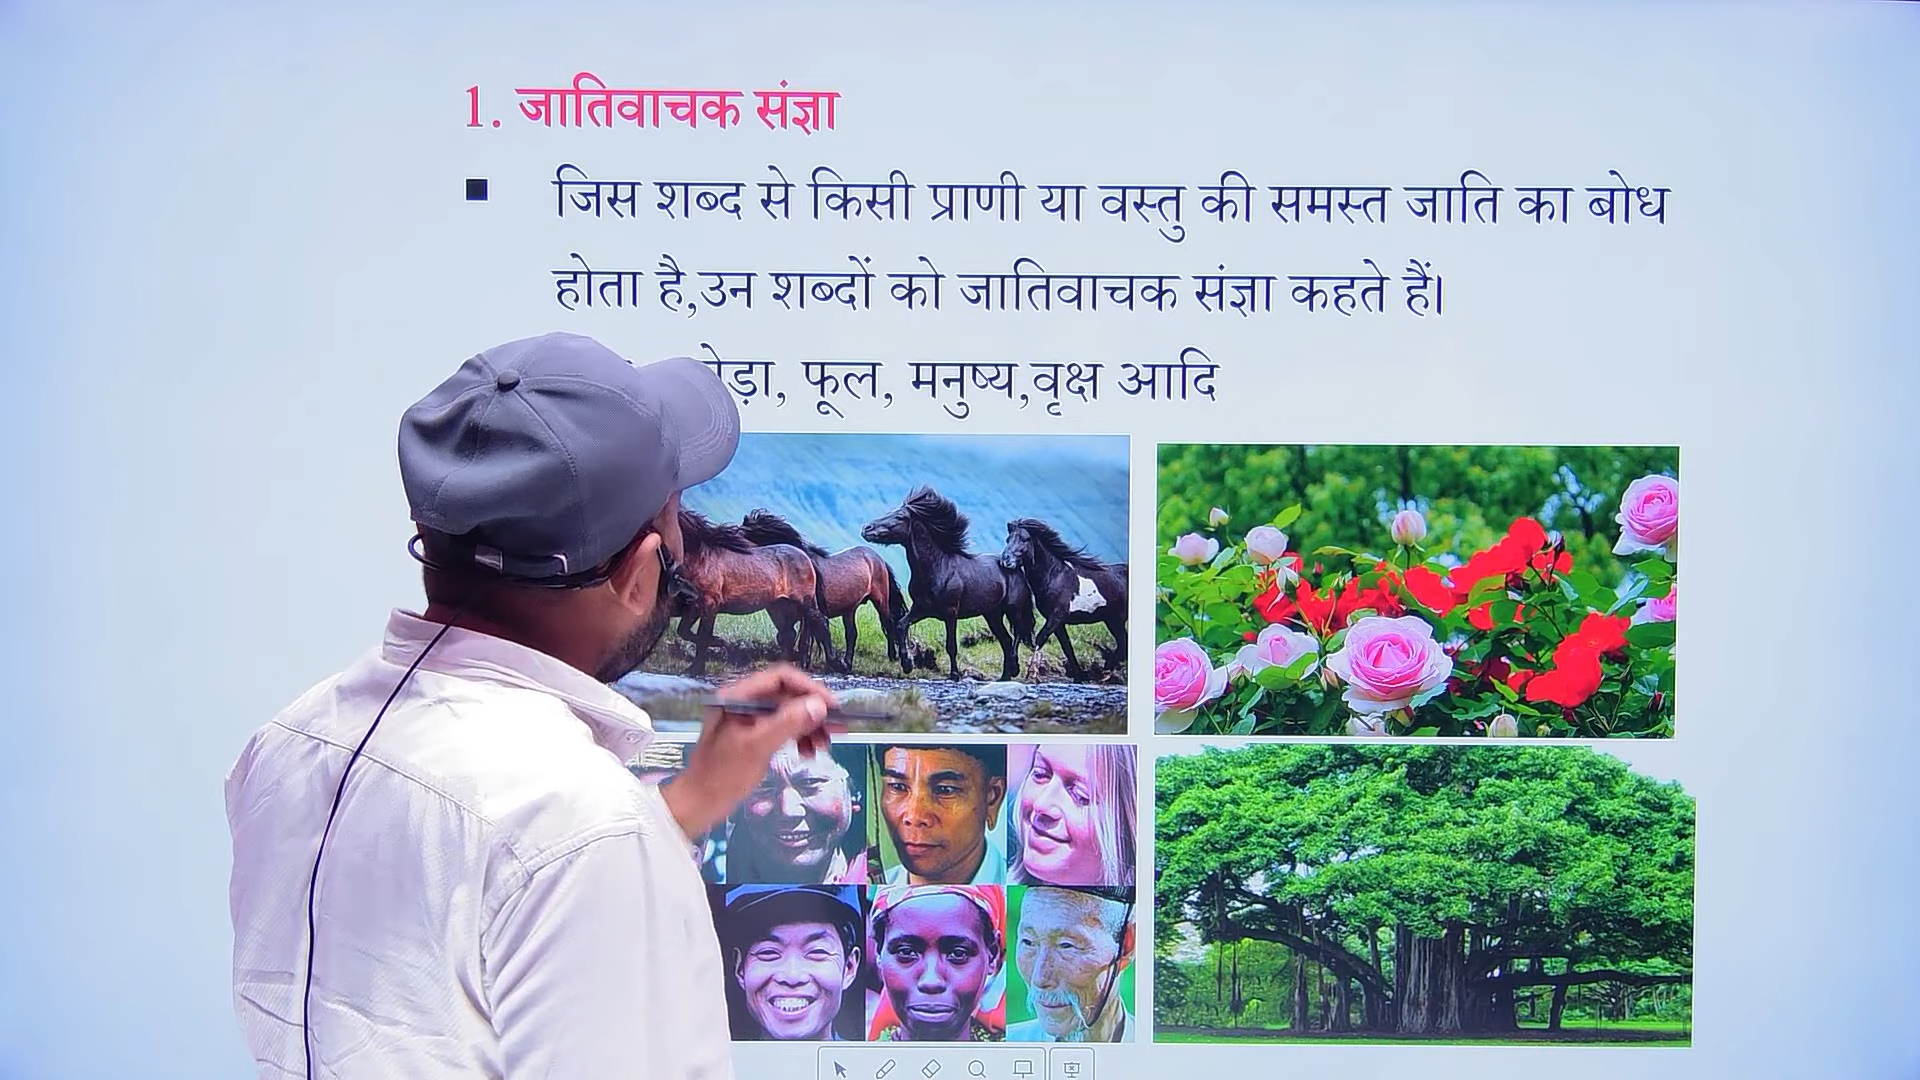 1. जातिवाचक संज्ञा
जिस शब्द से किसी प्राणी या वस्तु की समस्त जाति का बोध
होता है,उन शब्दों को जातिवाचक संज्ञा कहते हैं।
फूल, मनुष्य,वृक्ष आदि